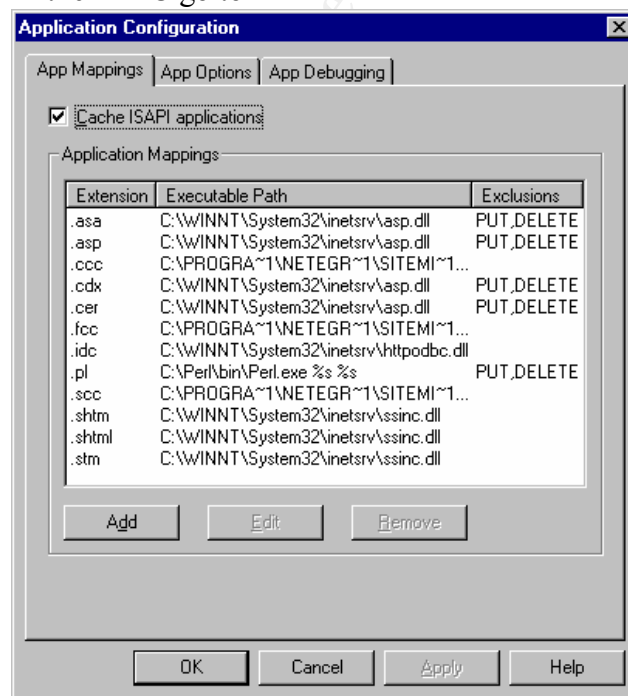 Application Configuration
App Mappings App Options App Debugging
Cache ISAPI applications
Application Mappings
Extension Executable Path Exclusions
.asa C:\WINNT\System32\inetsrv\asp.dll PUT,DELETE
.asp C:\WINNT\System32\inetsrv\asp.dll PUT,DELETE
.ccc C:\PROGRA~1\NETEGR~1\SITEMI~1...
.cdx C:\WINNT\System32\inetsrv\asp.dll PUT,DELETE
.cer C:\WINNT\System32\inetsrv\asp.dll PUT,DELETE
.fcc C:\PROGRA~1\NETEGR~1\SITEMI~1...
.idc C:\WINNT\System32\inetsrv\httpodbc.dll
.pl C:\Perl\bin\Perl.exe %s %s PUT,DELETE
.scc C:\PROGRA~1\NETEGR~1\SITEMI~1...
.shtm C:\WINNT\System32\inetsrv\ssinc.dll
.shtml C:\WINNT\System32\inetsrv\ssinc.dll
.stm C:\WINNT\System32\inetsrv\ssinc.dll
Add Edit Remove
OK Cancel Apply Help